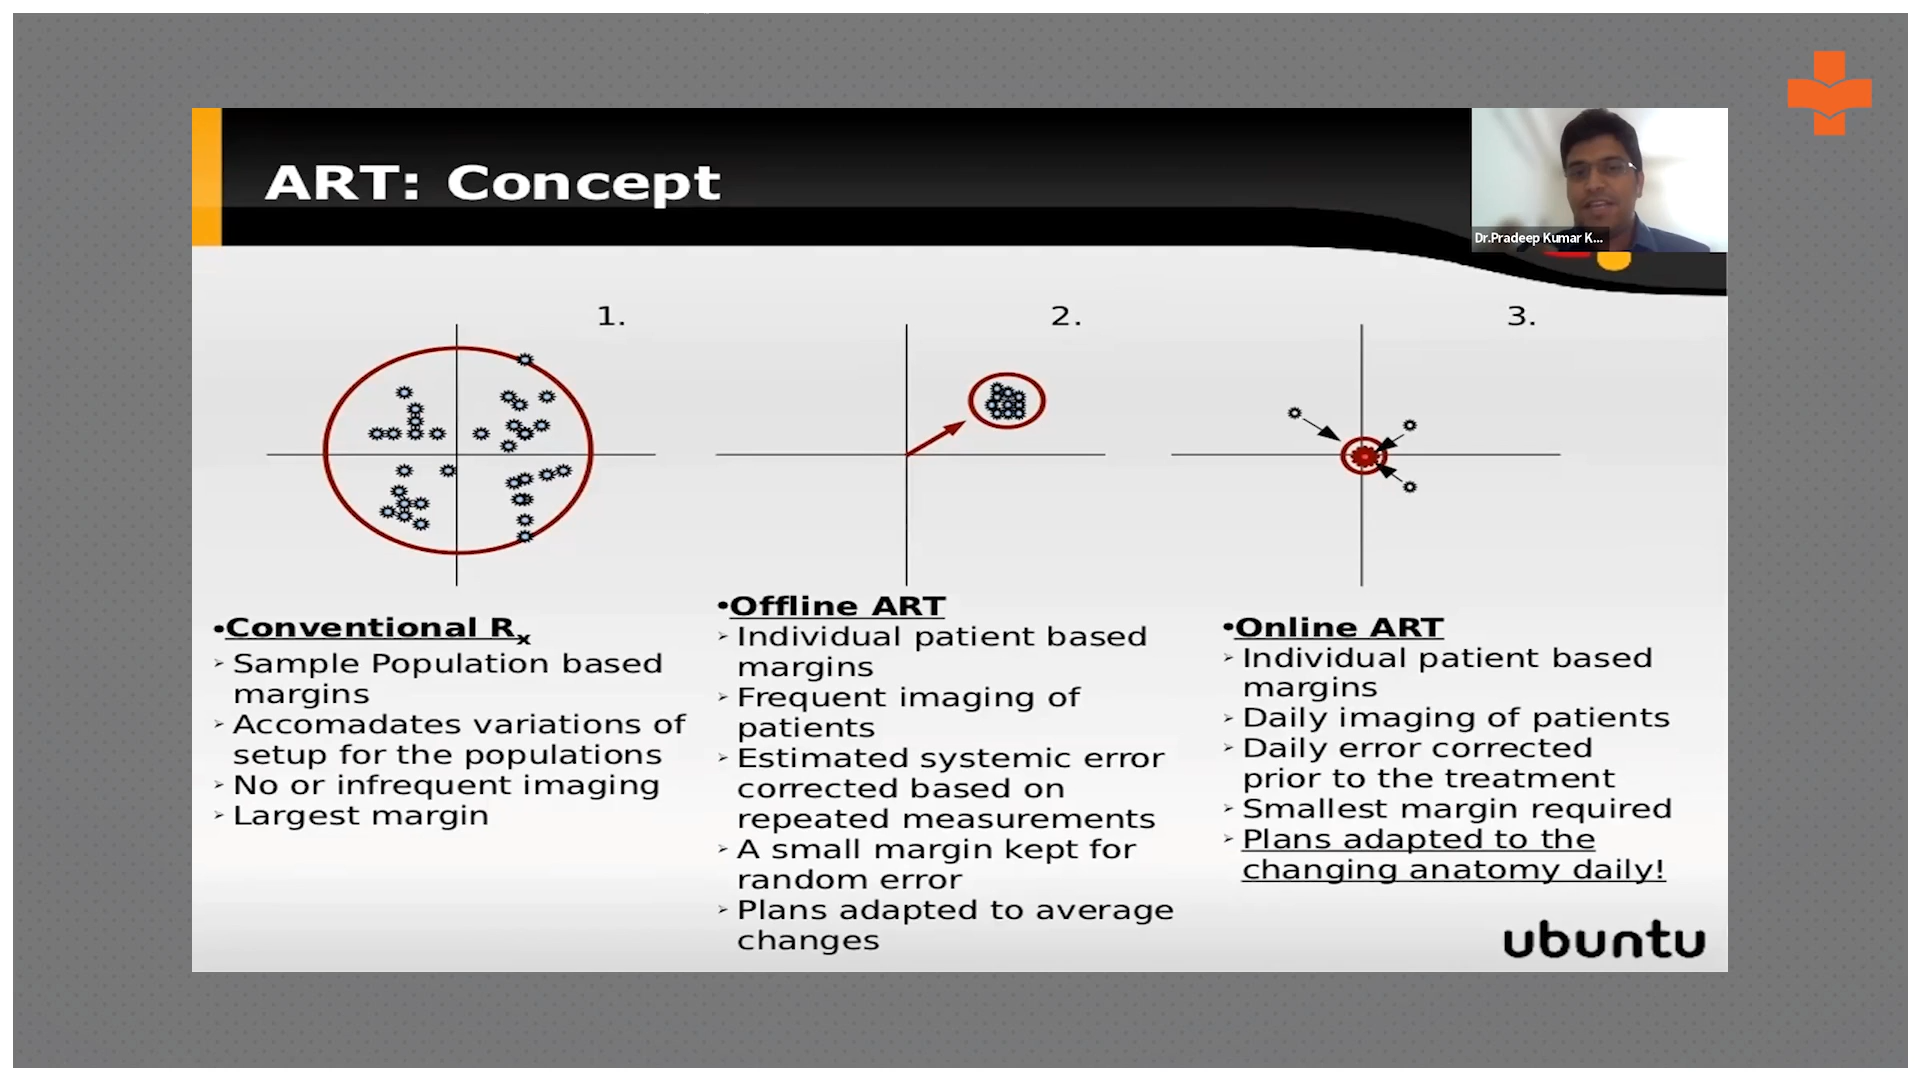 ART: Concept
Dr.Pradeep Kumar K...
1.
2.
3.
•Conventional Rx
➢ Sample Population based
margins
➢ Accomadates variations of
setup for the populations
➢ No or infrequent imaging
➢ Largest margin
•Offline ART
➢ Individual patient based
margins
➢ Frequent imaging of
patients
➢ Estimated systemic error
corrected based on
repeated measurements
➢ A small margin kept for
random error
➢ Plans adapted to average
changes
•Online ART
➢ Individual patient based
margins
➢ Daily imaging of patients
➢ Daily error corrected
prior to the treatment
➢ Smallest margin required
➢ Plans adapted to the
changing anatomy daily!
ubuntu